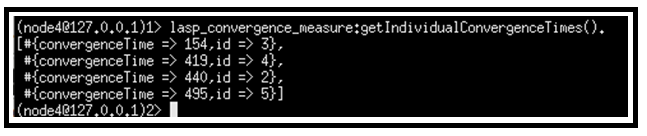 (node4@127.0.0.1)1> lasp_convergence_measure:getIndividualConvergenceTimes().
[#{convergenceTime => 154,id => 3},
#{convergenceTime => 419,id => 4},
#{convergenceTime => 440,id => 2},
#{convergenceTime => 495,id => 5}]
(node4@127.0.0.1)2>